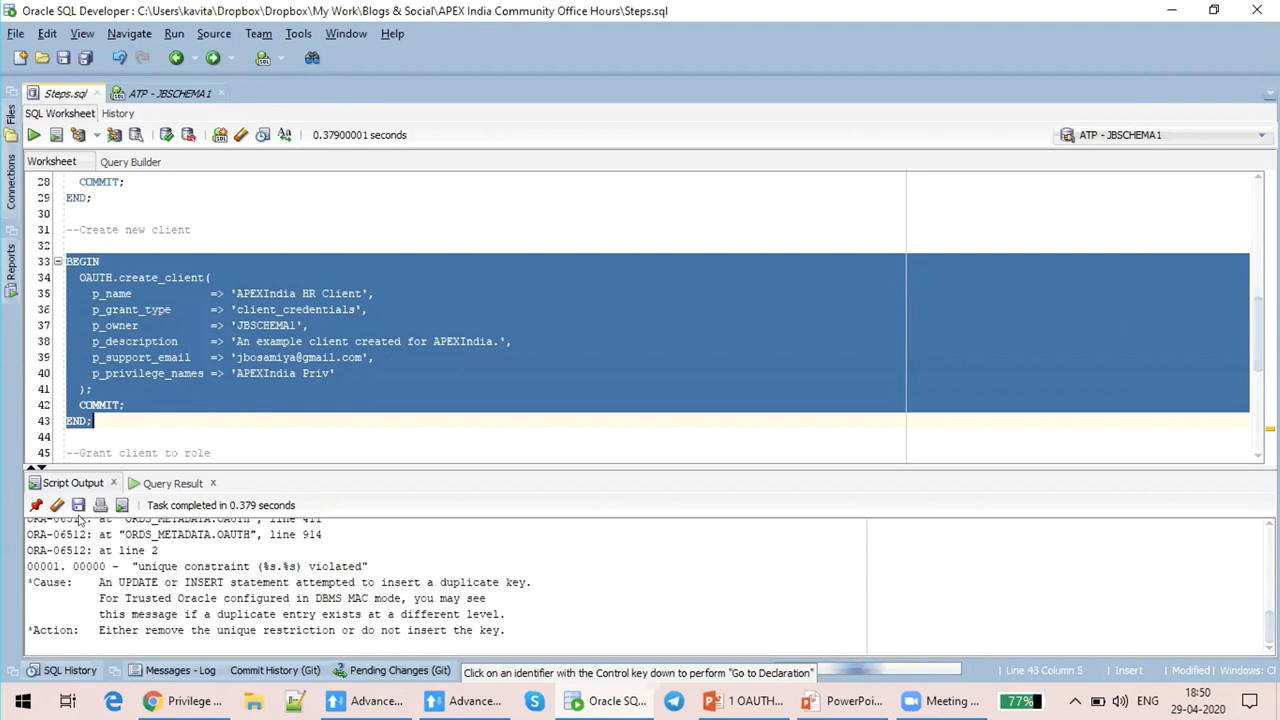 Oracle SQL Developer : C:\Users\kavita\Dropbox\Dropbox\My Work\Blogs & Social\APEX India Community Office Hours\Steps.sql
File Edit View Navigate Run Source Team Tools Window Help
Steps.sql ATP - JBSCHEMA1
SQL Worksheet History
0.37900001 seconds
ATP - JBSCHEMA1
Worksheet Query Builder
Files
Connections
Reports
28 COMMIT;
29 END;
30
31 --Create new client
32
33 BEGIN
34 OAUTH.create_client(
35 p_name => 'APEXIndia HR Client',
36 p_grant_type => 'client_credentials',
37 p_owner => 'JBSCHEMA1',
38 p_description => 'An example client created for APEXIndia.',
39 p_support_email => 'jbosamiya@gmail.com',
40 p_privilege_names => 'APEXIndia Priv'
41 );
42 COMMIT;
43 END;
44
45 --Grant client to role
Script Output Query Result
Task completed in 0.379 seconds
ORA-06512: at "ORDS_METADATA.OAUTH", line 411
ORA-06512: at "ORDS_METADATA.OAUTH", line 914
ORA-06512: at line 2
00001. 00000 - "unique constraint (%s.%s) violated"
*Cause: An UPDATE or INSERT statement attempted to insert a duplicate key.
For Trusted Oracle configured in DBMS MAC mode, you may see
this message if a duplicate entry exists at a different level.
*Action: Either remove the unique restriction or do not insert the key.
SQL History Messages - Log Commit History (Git) Pending Changes (Git) Click on an identifier with the Control key down to perform "Go to Declaration" Line 43 Column 5 Insert Modified Windows: C
Privilege ... Advance... Advance... Oracle SQ... 1 OAUTH... PowerPoi... Meeting ... 77% ENG 18:50
29-04-2020